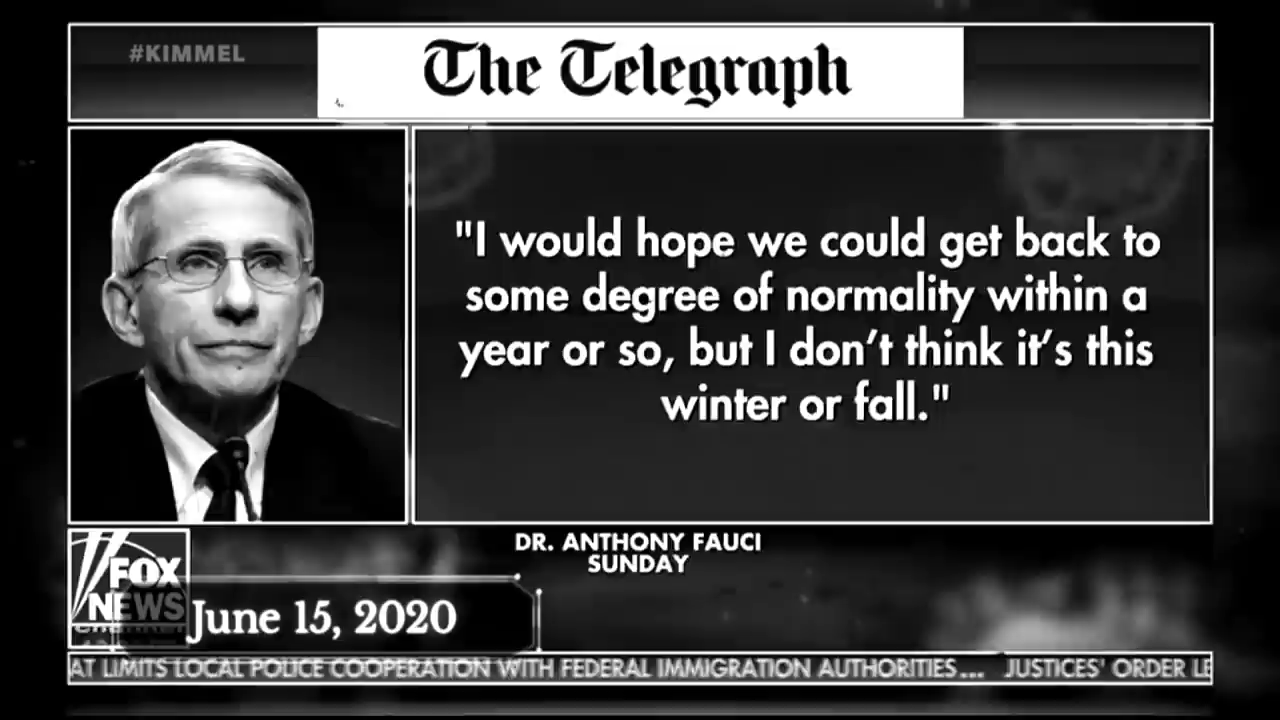 #KIMMEL
The Telegraph
"I would hope we could get back to
some degree of normality within a
year or so, but I don't think it's this
winter or fall."
DR. ANTHONY FAUCI
SUNDAY
FOX
NEWS
June 15, 2020
AT LIMITS LOCAL POLICE COOPERATION WITH FEDERAL IMMIGRATION AUTHORITIES... JUSTICES' ORDER LE